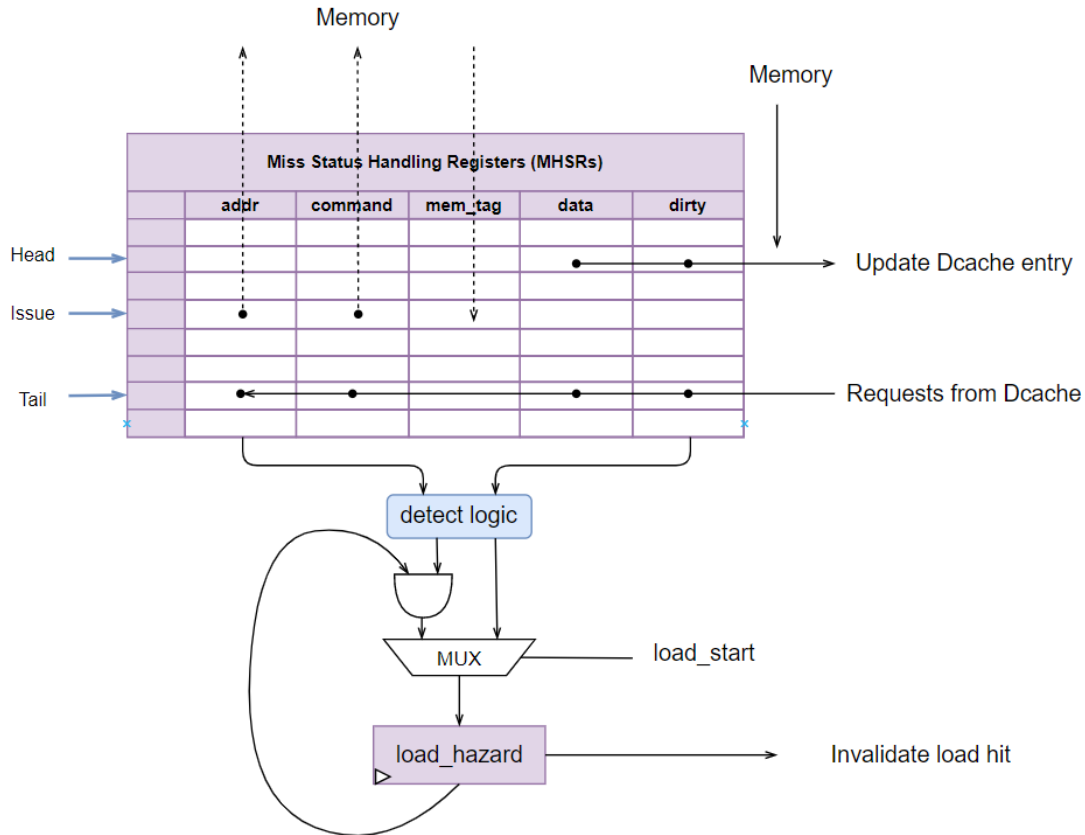 Memory
Memory
Miss Status Handling Registers (MHSRs)
addr command mem_tag data dirty
Head
Update Dcache entry
Issue
Tail
Requests from Dcache
detect logic
MUX
load_start
load_hazard
Invalidate load hit